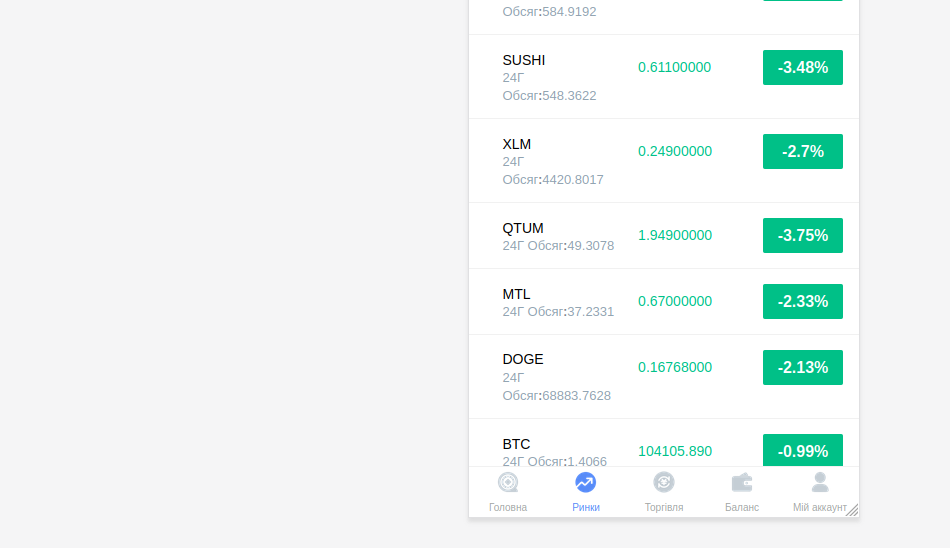 Обсяг:584.9192
SUSHI
24Г
Обсяг:548.3622
0.61100000
-3.48%
XLM
24Г
Обсяг:4420.8017
0.24900000
-2.7%
QTUM
24Г Обсяг:49.3078
1.94900000
-3.75%
MTL
24Г Обсяг:37.2331
0.67000000
-2.33%
DOGE
24Г
Обсяг:68883.7628
0.16768000
-2.13%
BTC
24Г Обсяг:1.4066
104105.890
-0.99%
Головна
Ринки
Торгівля
Баланс
Мій аккаунт